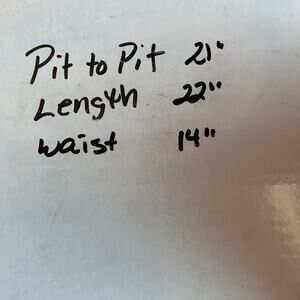 Pit to Pit 21"
Length 22"
waist 14"